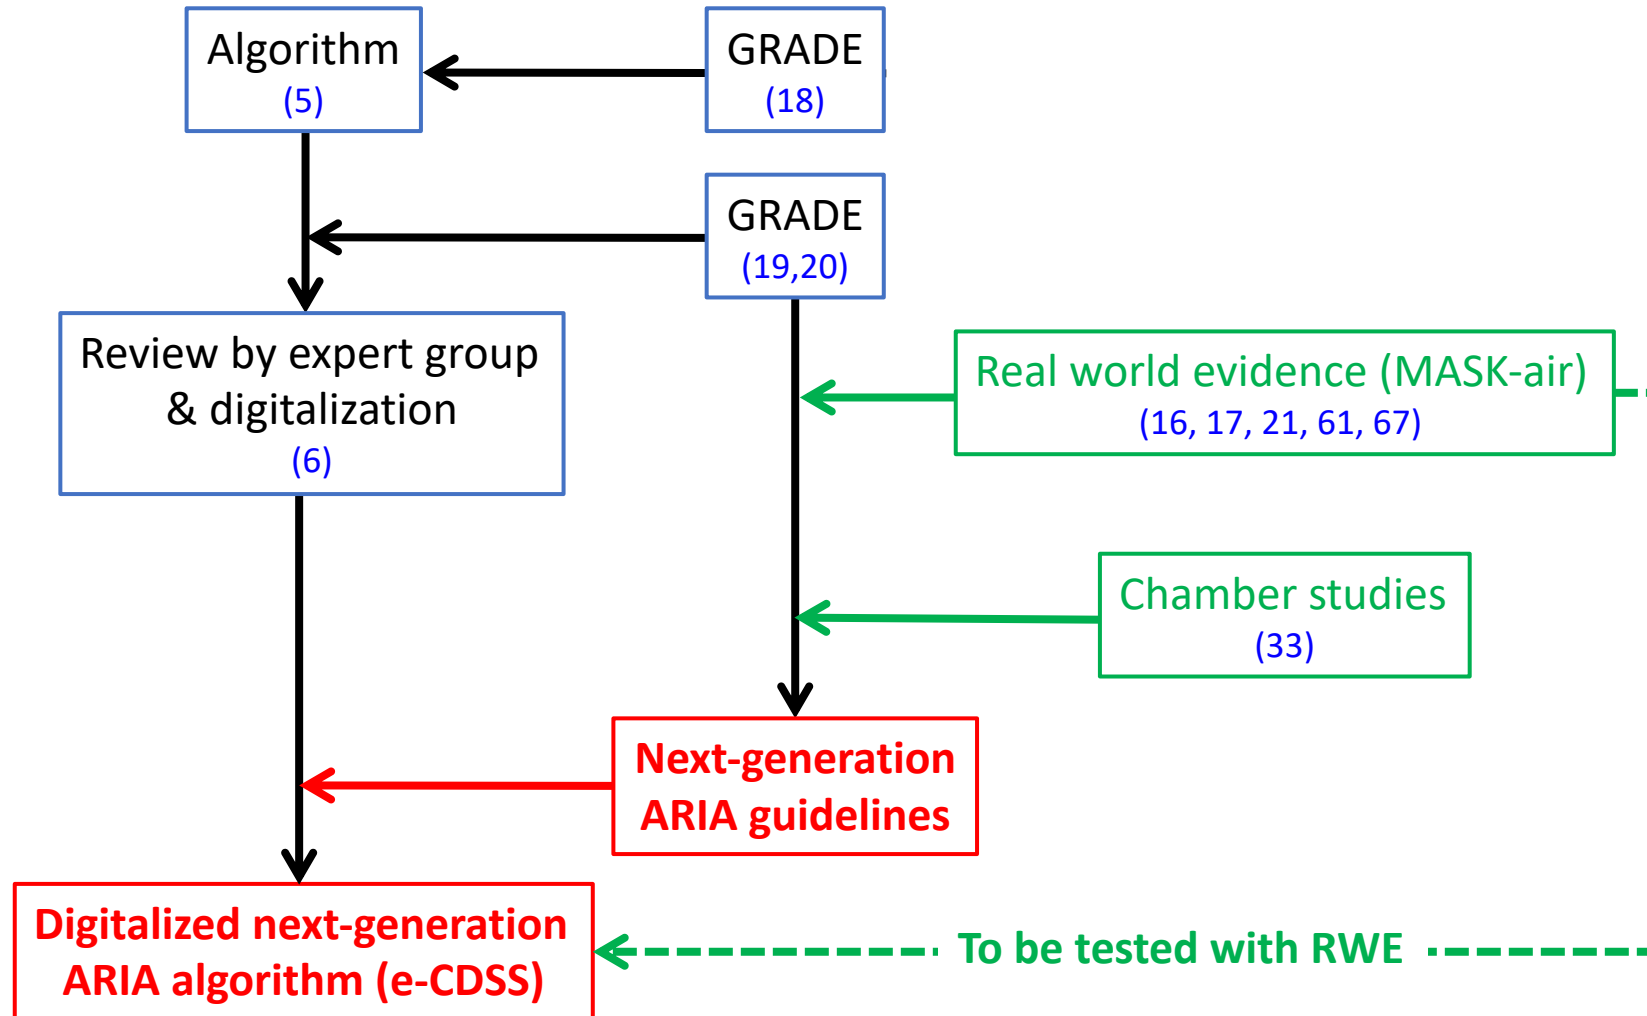 Algorithm
(5)
GRADE
(18)
GRADE
(19,20)
Review by expert group
& digitalization
(6)
Real world evidence (MASK-air)
(16, 17, 21, 61, 67)
Chamber studies
(33)
Next-generation
ARIA guidelines
Digitalized next-generation
ARIA algorithm (e-CDSS)
To be tested with RWE